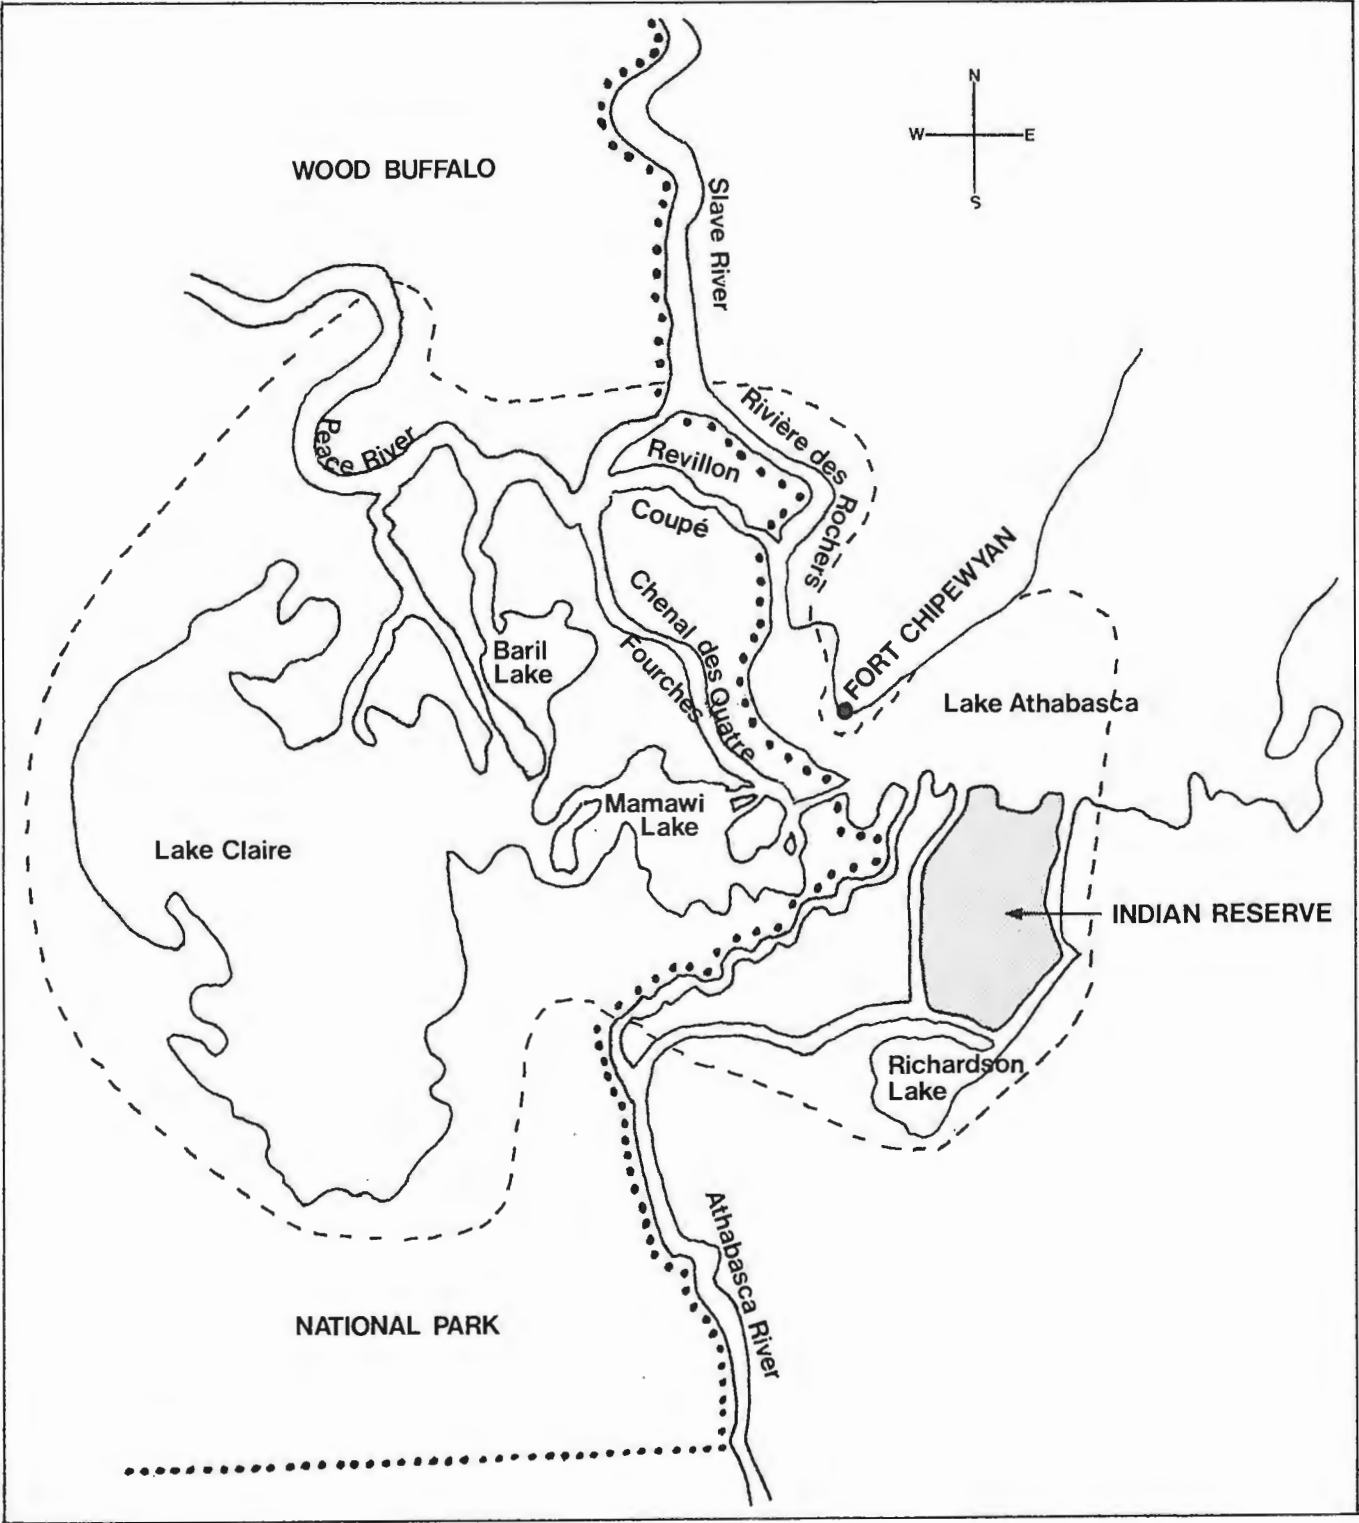 N
W E
S
WOOD BUFFALO
Slave River
Peace River
Rivière des Rochers
Revillon
Coupé
Chenal des Quatre
Fourches
FORT CHIPEWYAN
Baril
Lake
Lake Athabasca
Mamawi
Lake
Lake Claire
INDIAN RESERVE
Richardson
Lake
Athabasca River
NATIONAL PARK